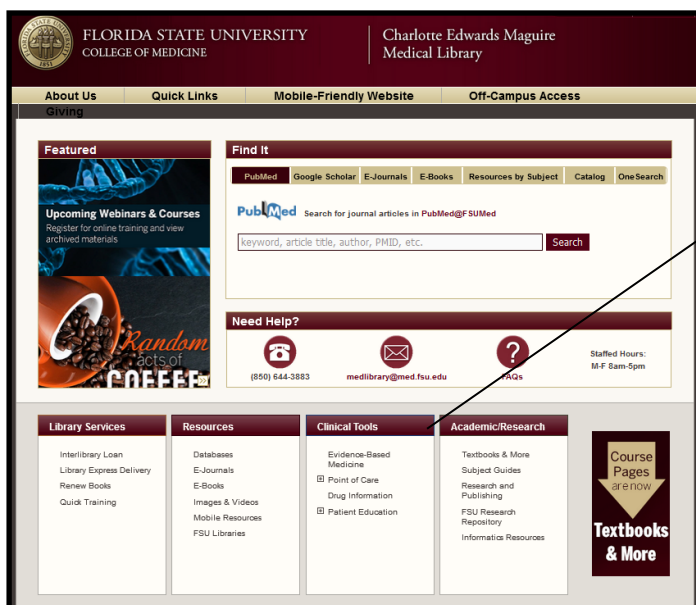 FLORIDA STATE UNIVERSITY
COLLEGE OF MEDICINE
Charlotte Edwards Maguire
Medical Library
About Us Quick Links Mobile-Friendly Website Off-Campus Access
Giving
Featured
Upcoming Webinars & Courses
Register for online training and view
archived materials
Random
acts of
COFFEE
Find It
PubMed Google Scholar E-Journals E-Books Resources by Subject Catalog OneSearch
PubMed Search for journal articles in PubMed@FSUMed
keyword, article title, author, PMID, etc. Search
Need Help?
(850) 644-3883 medlibrary@med.fsu.edu ? FAQs
Staffed Hours:
M-F 8am-5pm
Library Services
Interlibrary Loan
Library Express Delivery
Renew Books
Quick Training
Resources
Databases
E-Journals
E-Books
Images & Videos
Mobile Resources
FSU Libraries
Clinical Tools
Evidence-Based
Medicine
Point of Care
Drug Information
Patient Education
Academic/Research
Textbooks & More
Subject Guides
Research and
Publishing
FSU Research
Repository
Informatics Resources
Course
Pages
are now
Textbooks
& More